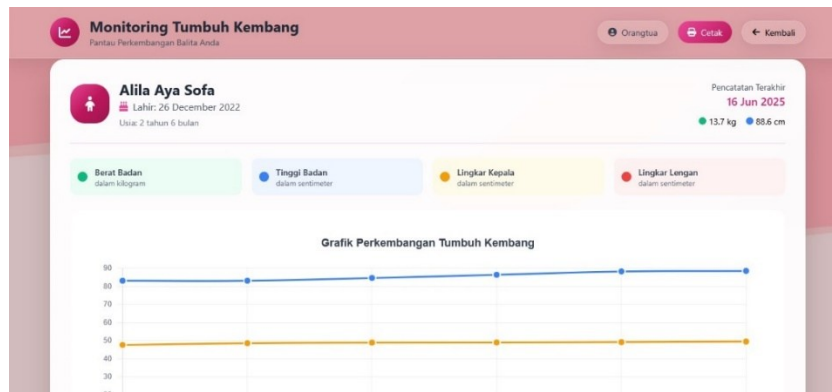 Monitoring Tumbuh Kembang
Pantau Perkembangan Balita Anda
Orangtua
Cetak
Kembali
Alila Aya Sofa
Lahir: 26 December 2022
Usia: 2 tahun 6 bulan
Pencatatan Terakhir
16 Jun 2025
13.7 kg 88.6 cm
Berat Badan
dalam kilogram
Tinggi Badan
dalam sentimeter
Lingkar Kepala
dalam sentimeter
Lingkar Lengan
dalam sentimeter
Grafik Perkembangan Tumbuh Kembang
90
80
70
60
50
40
30